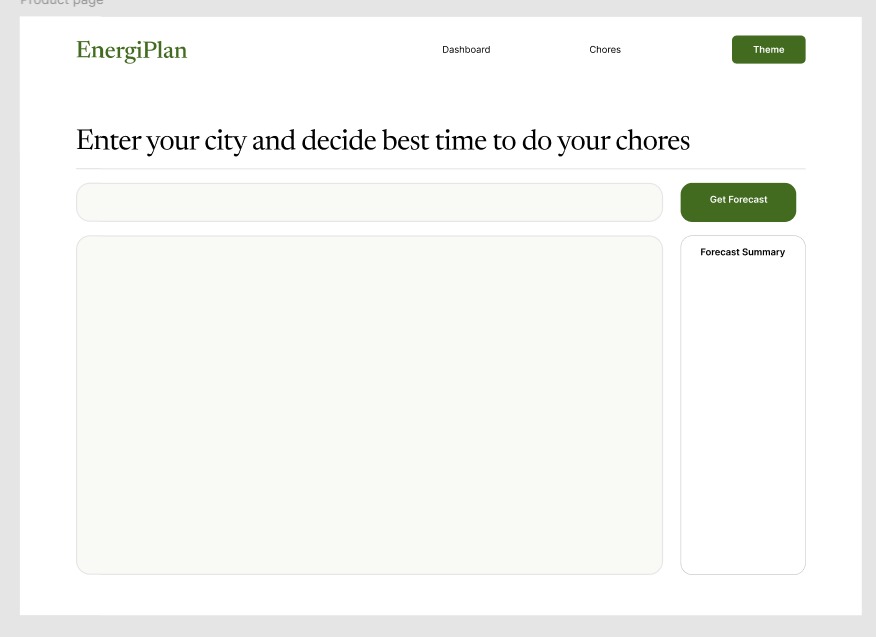 Product page
EnergiPlan
Dashboard
Chores
Theme
Enter your city and decide best time to do your chores
Get Forecast
Forecast Summary